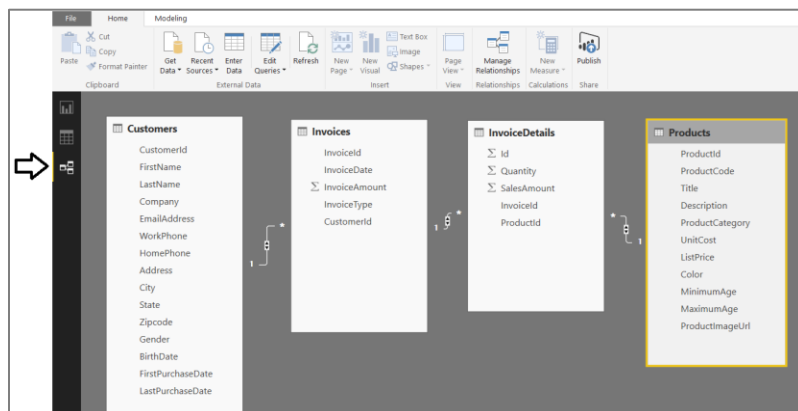 File Home Modeling
Paste
Cut
Copy
Format Painter
Clipboard
Get Data
Recent Sources
Enter Data
Edit Queries
Refresh
External Data
New Page
New Visual
Text Box
Image
Shapes
Insert
Page View
View
Manage Relationships
Relationships
New Measure
Calculations
Publish
Share
Customers
CustomerId
FirstName
LastName
Company
EmailAddress
WorkPhone
HomePhone
Address
City
State
Zipcode
Gender
BirthDate
FirstPurchaseDate
LastPurchaseDate
1 *
Invoices
InvoiceId
InvoiceDate
Σ InvoiceAmount
InvoiceType
CustomerId
1 *
InvoiceDetails
Σ Id
Σ Quantity
Σ SalesAmount
InvoiceId
ProductId
* 1
Products
ProductId
ProductCode
Title
Description
ProductCategory
UnitCost
ListPrice
Color
MinimumAge
MaximumAge
ProductImageUrl